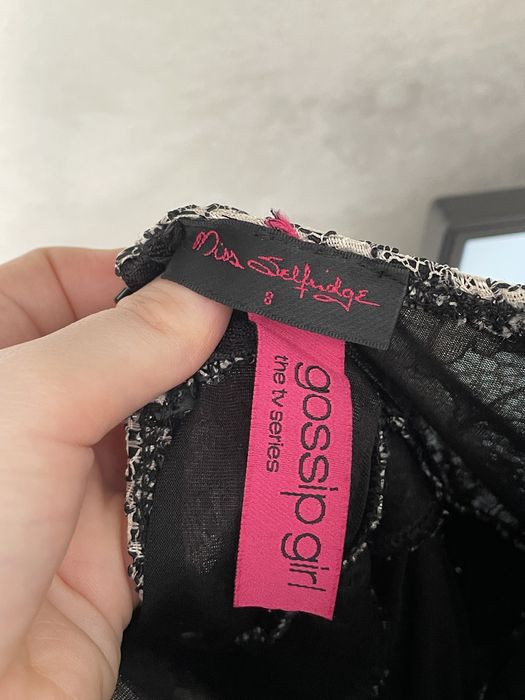 Miss Selfridge
8
gossip girl
the tv series